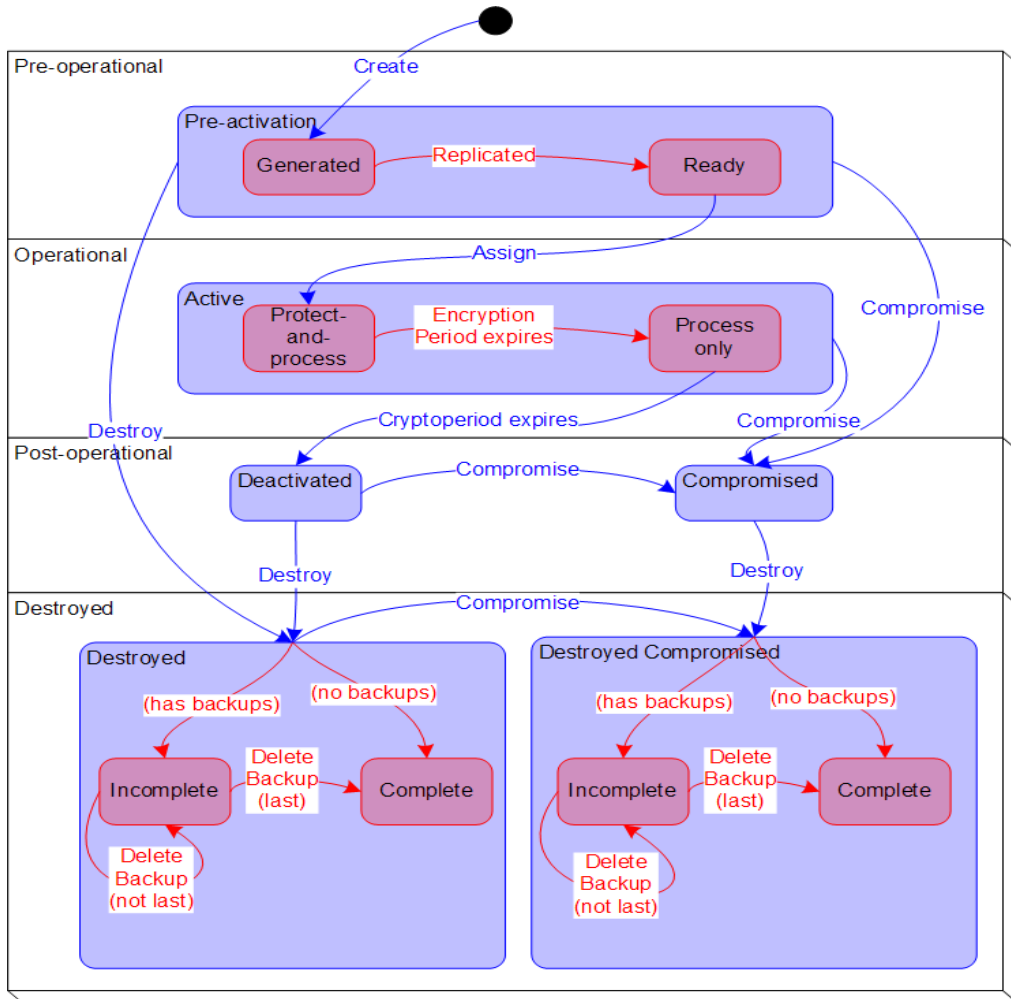 Pre-operational
Create
Pre-activation
Generated
Replicated
Ready
Operational
Assign
Active
Protect-
and-
process
Encryption
Period expires
Process
only
Compromise
Cryptoperiod expires
Compromise
Destroy
Post-operational
Deactivated
Compromise
Compromised
Destroy
Destroy
Destroyed
Compromise
Destroyed
(has backups)
(no backups)
Incomplete
Delete
Backup
(last)
Complete
Delete
Backup
(not last)
Destroyed Compromised
(has backups)
(no backups)
Incomplete
Delete
Backup
(last)
Complete
Delete
Backup
(not last)